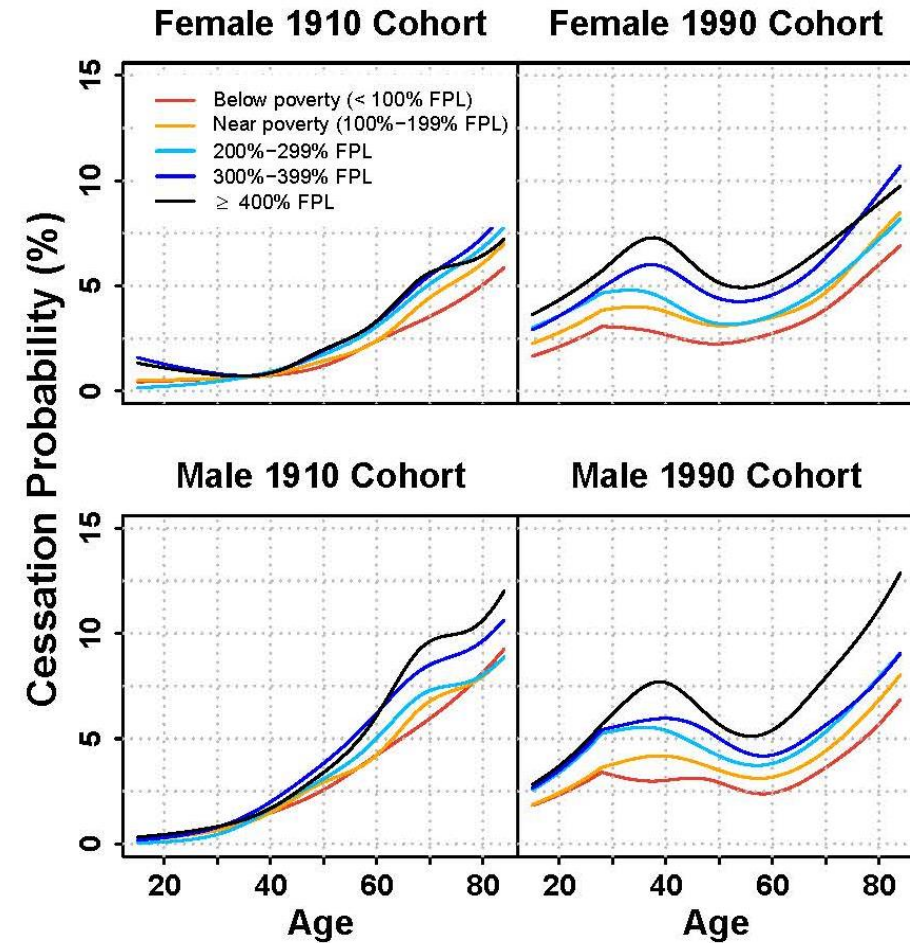 Female 1910 Cohort
Female 1990 Cohort
15
10
5
0
Below poverty (< 100% FPL)
Near poverty (100%−199% FPL)
200%−299% FPL
300%−399% FPL
≥ 400% FPL
Cessation Probability (%)
Male 1910 Cohort
Male 1990 Cohort
15
10
5
0
20 40 60 80
20 40 60 80
Age
Age